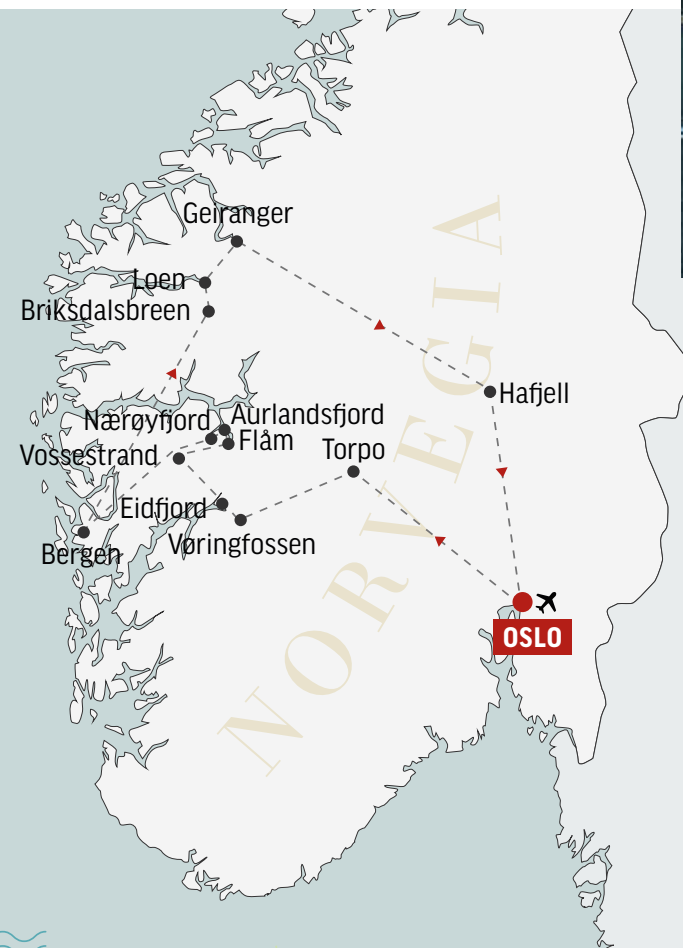 Geiranger
Loen
Briksdalsbreen
Hafjell
Nærøyfjord
Aurlandsfjord
Flåm
Vossestrand
Torpo
Eidfjord
Vøringfossen
Bergen
OSLO
NORVEGIA